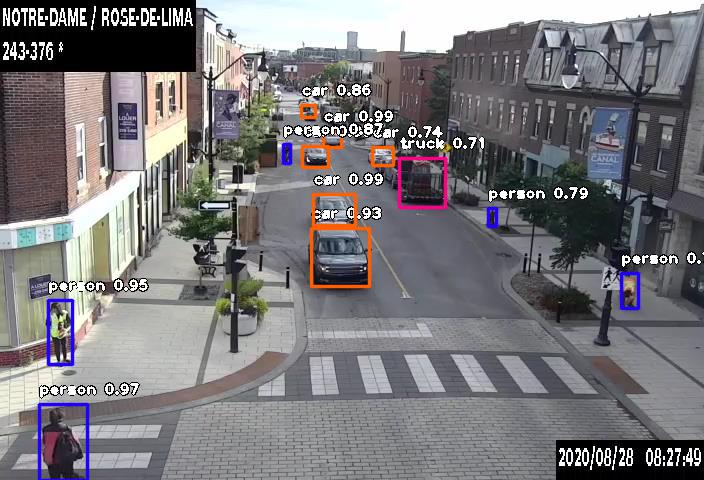 NOTRE-DAME / ROSE-DE-LIMA
243-376 *
car 0.86
car 0.99
person 0.87
car 0.74
truck 0.71
car 0.99
person 0.79
car 0.93
person 0.95
person 0.97
À LOUER
CANAL
CANAL
2020/08/28 08:27:49